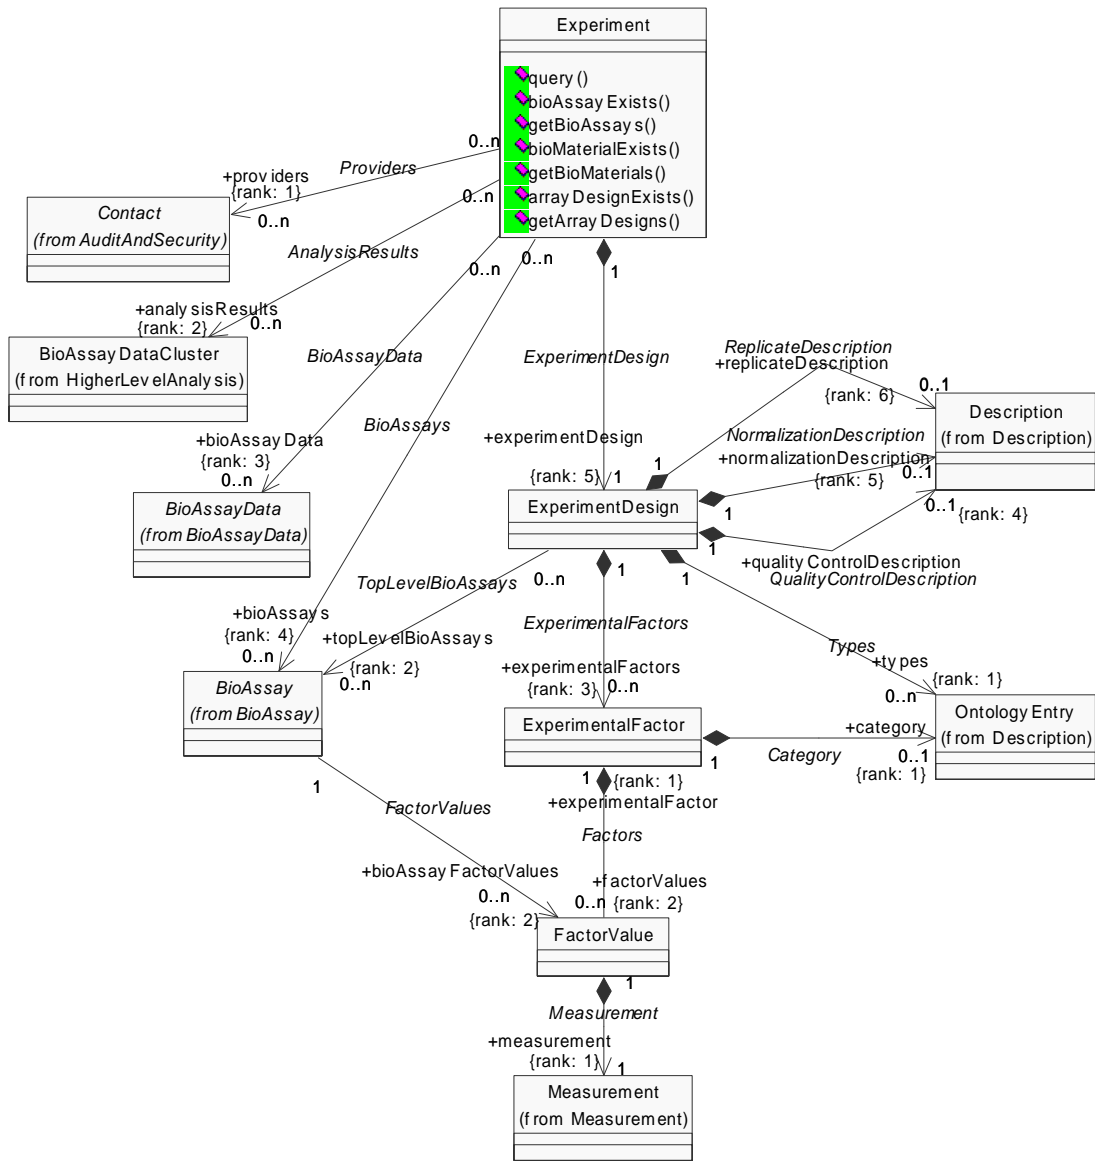 Experiment
query()
bioAssayExists()
getBioAssays()
bioMaterialExists()
getBioMaterials()
arrayDesignExists()
getArrayDesigns()
0..n
Providers
+providers
{rank: 1}
0..n
Contact
(from AuditAndSecurity)
0..n
AnalysisResults
+analysisResults
{rank: 2}
0..n
BioAssayDataCluster
(from HigherLevelAnalysis)
0..n
BioAssayData
+bioAssayData
{rank: 3}
0..n
BioAssayData
(from BioAssayData)
0..n
BioAssays
+bioAssays
{rank: 4}
0..n
BioAssay
(from BioAssay)
1
ExperimentDesign
+experimentDesign
{rank: 5}
1
ExperimentDesign
1
ReplicateDescription
+replicateDescription
{rank: 6}
0..1
Description
(from Description)
NormalizationDescription
+normalizationDescription
{rank: 5}
0..1
1
1
0..1
{rank: 4}
+qualityControlDescription
QualityControlDescription
0..n
TopLevelBioAssays
+topLevelBioAssays
{rank: 2}
0..n
1
ExperimentalFactors
+experimentalFactors
{rank: 3}
0..n
1
Types
+types
{rank: 1}
0..n
OntologyEntry
(from Description)
ExperimentalFactor
1
Category
+category
0..1
{rank: 1}
1
{rank: 1}
+experimentalFactor
Factors
+factorValues
0..n
{rank: 2}
1
FactorValues
+bioAssayFactorValues
0..n
{rank: 2}
FactorValue
1
Measurement
+measurement
{rank: 1}
1
Measurement
(from Measurement)